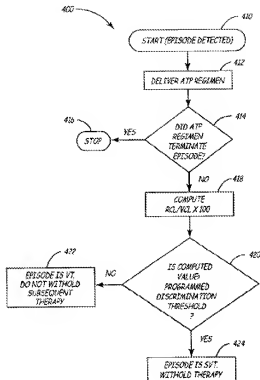 400
410
START (EPISODE DETECTED)
412
DELIVER ATP REGIMEN
414
416
STOP
YES
DID ATP
REGIMEN
TERMINATE
EPISODE?
NO
418
COMPUTE
RCL/VCL X 100
420
422
EPISODE IS VT.
DO NOT WITHOLD
SUBSEQUENT
THERAPY
NO
IS COMPUTED
VALUE>
PROGRAMMED
DISCRIMINATION
THRESHOLD
?
YES
424
EPISODE IS SVT.
WITHOLD THERAPY